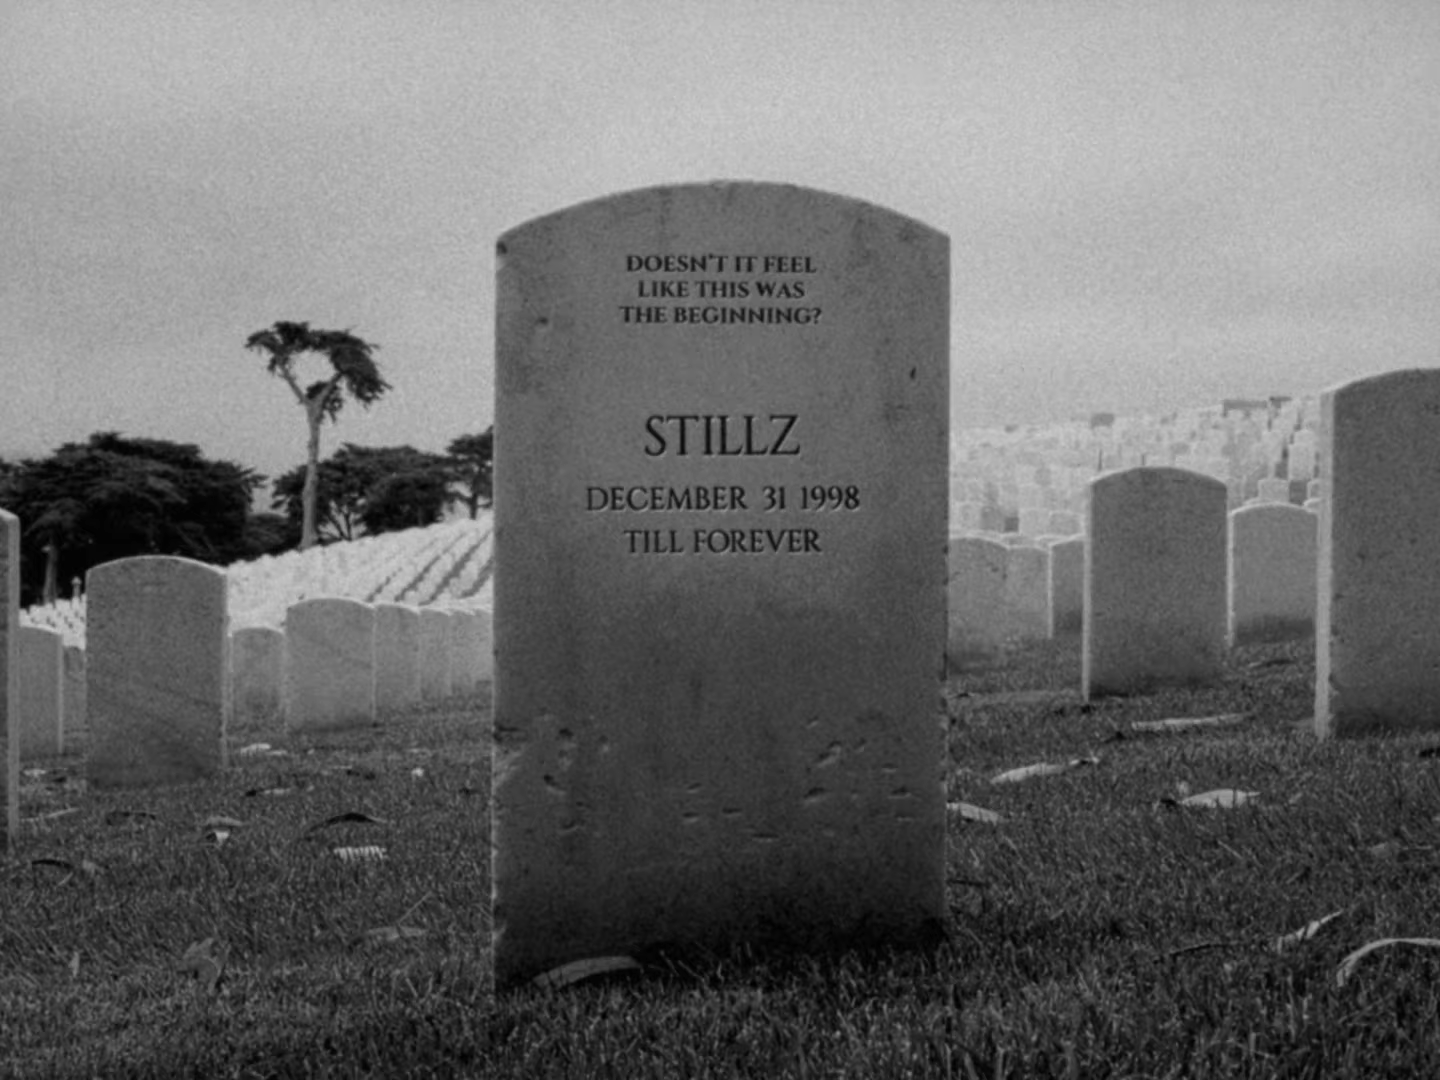 DOESN'T IT FEEL
LIKE THIS WAS
THE BEGINNING?
STILLZ
DECEMBER 31 1998
TILL FOREVER